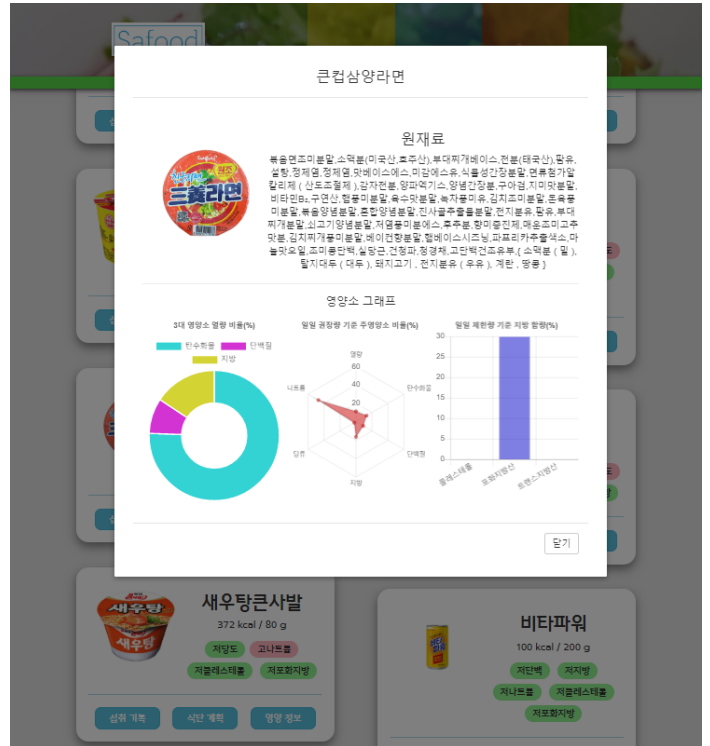 Safood
큰컵삼양라면
원재료
볶음면조미분말,소맥분(미국산,호주산),부대찌개베이스,전분(태국산),팜유,
설탕,정제염,정제염,맛베이스에스,미감에스유,식물성간장분말,면류첨가알
칼리제 ( 산도조절제 ),감자전분,양파엑기스,양념간장분,구아검,치미맛분말,
비타민B₂,구연산,햄풍미분말,육수맛분말,녹차풍미유,김치조미분말,돈육풍
미분말,볶음양념분말,혼합양념분말,진사골추출물분말,전지분유,팜유,부대
찌개분말,쇠고기양념분말,저염풍미분에스,후추분,향미증진제,매운조미고추
맛분,김치찌개풍미분말,베이컨향분말,햄베이스시즈닝,파프리카추출색소,마
늘맛오일,조미콩단백,실당근,건청파,청경채,고단백건조유부,{ 소맥분 ( 밀 ),
탈지대두 ( 대두 ), 돼지고기 , 전지분유 ( 우유 ), 계란 , 땅콩 }
영양소 그래프
3대 영양소 열량 비율(%)
탄수화물 단백질
지방
일일 권장량 기준 주영양소 비율(%)
열량
60
40
20
나트륨 탄수화물
당류 단백질
지방
일일 제한량 기준 지방 함량(%)
30
25
20
15
10
5
0
콜레스테롤 포화지방산 트랜스지방산
닫기
三養라면
새우탕
새우탕큰사발
372 kcal / 80 g
저당도 고나트륨
저콜레스테롤 저포화지방
섭취 기록 식단 계획 영양 정보
비타파워
100 kcal / 200 g
저단백 저지방
저나트륨 저콜레스테롤
저포화지방